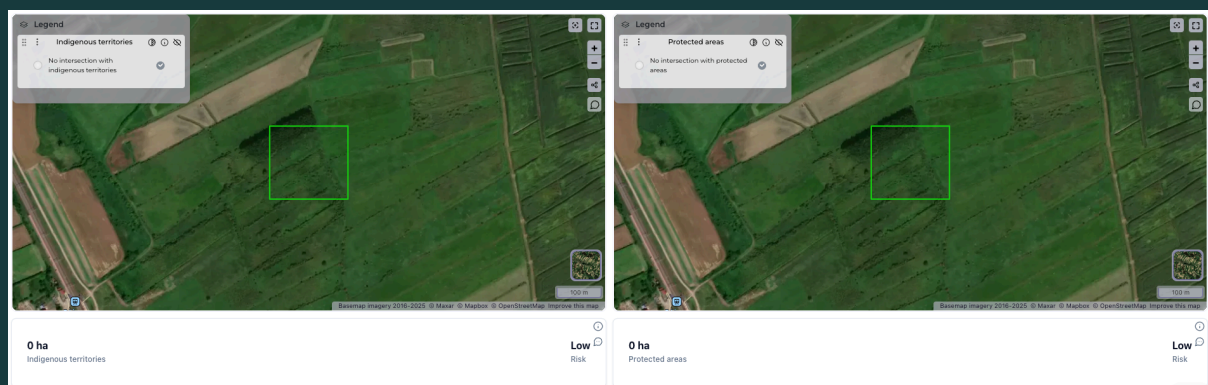 Legend
Indigenous territories
No intersection with
indigenous territories
+
-
100 m
Basemap imagery 2016-2025 © Maxar © Mapbox © OpenStreetMap Improve this map
0 ha
Indigenous territories
Low
Risk
Legend
Protected areas
No intersection with protected
areas
+
-
100 m
Basemap imagery 2016-2025 © Maxar © Mapbox © OpenStreetMap Improve this map
0 ha
Protected areas
Low
Risk